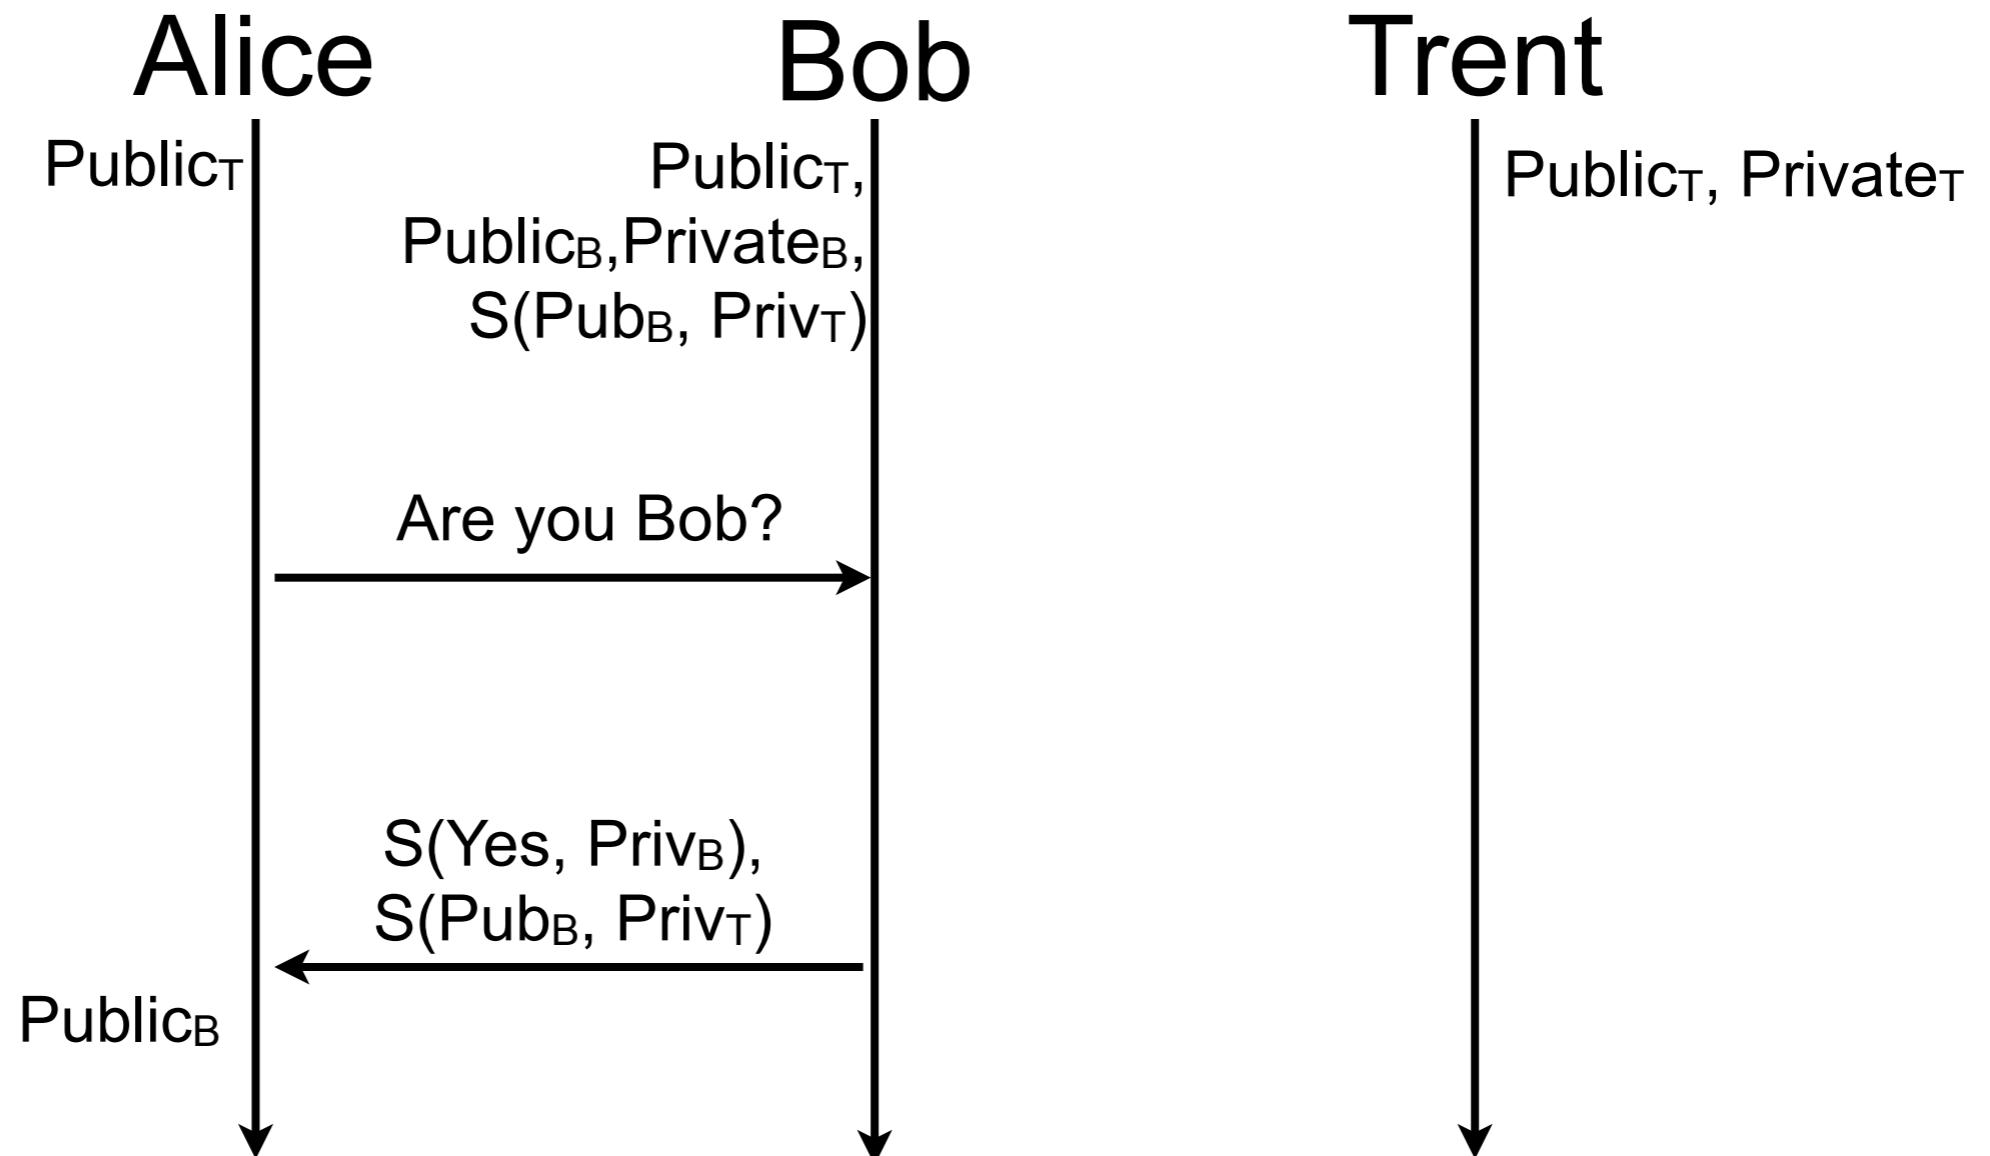 Alice
Bob
Trent
PublicT
PublicT,
PublicB,PrivateB,
S(PubB, PrivT)
PublicT, PrivateT
Are you Bob?
S(Yes, PrivB),
S(PubB, PrivT)
PublicB